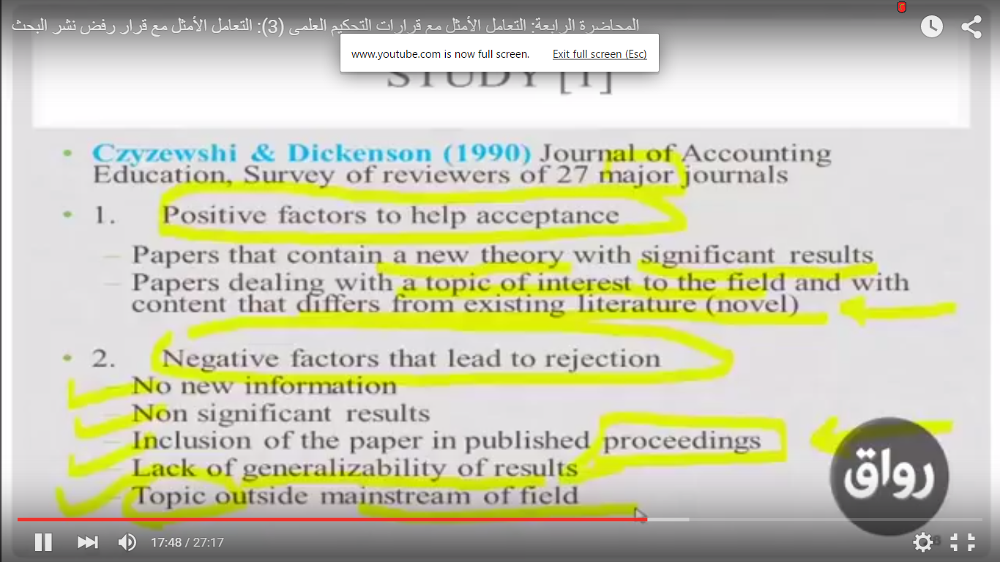 المحاضرة الرابعة: التعامل الأمثل مع قرارات التحكيم العلمى (3): التعامل الأمثل مع قرار رفض نشر البحث
www.youtube.com is now full screen. Exit full screen (Esc)
STUDY [1]
• Czyzewshi & Dickenson (1990) Journal of Accounting
Education, Survey of reviewers of 27 major journals
• 1. Positive factors to help acceptance
– Papers that contain a new theory with significant results
– Papers dealing with a topic of interest to the field and with
content that differs from existing literature (novel)
• 2. Negative factors that lead to rejection
– No new information
– Non significant results
– Inclusion of the paper in published proceedings
– Lack of generalizability of results
– Topic outside mainstream of field
رواق
17:48 / 27:17